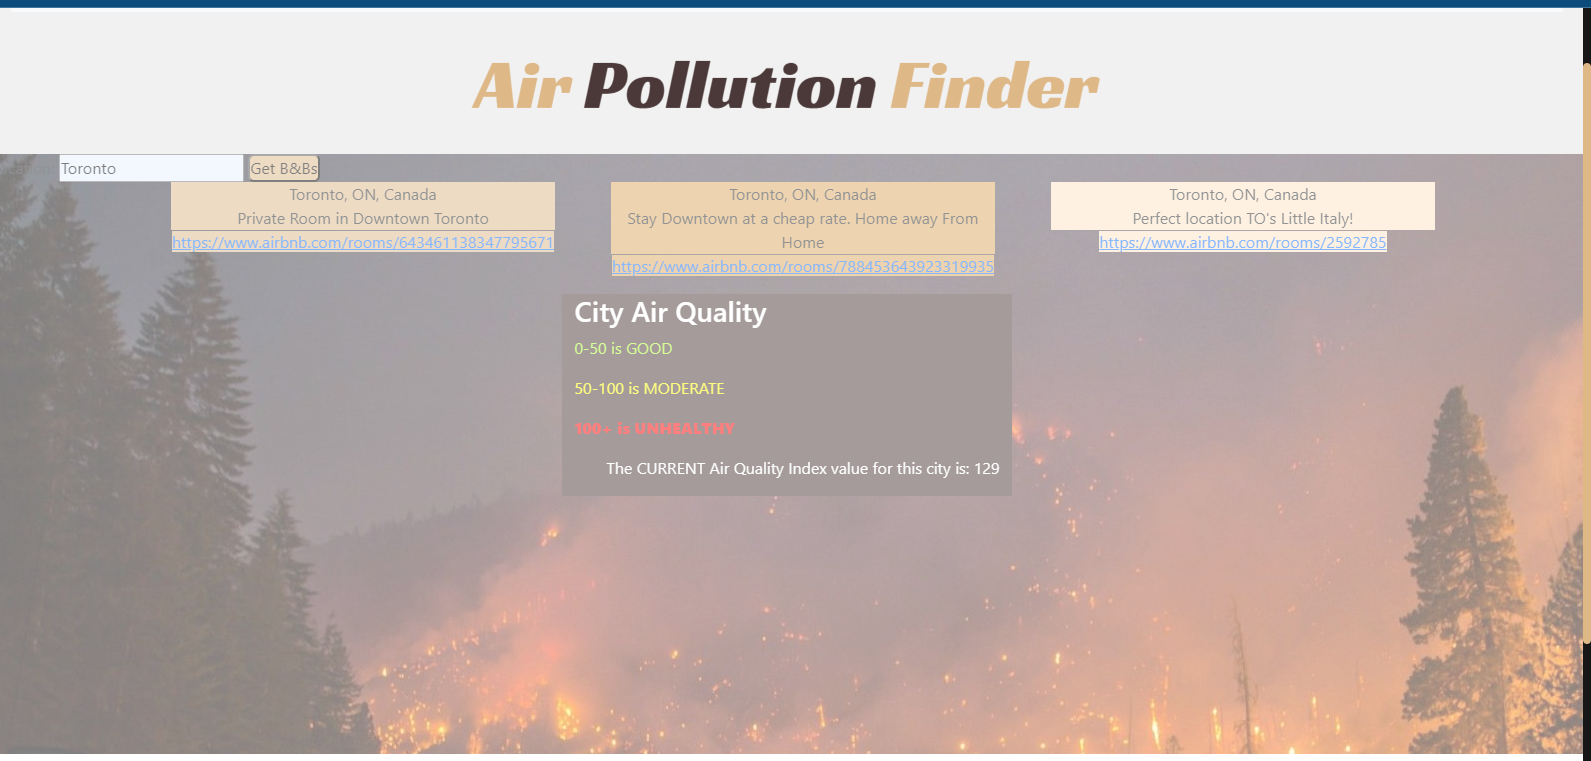 Air Pollution Finder
Toronto Get B&Bs
Toronto, ON, Canada
Private Room in Downtown Toronto
https://www.airbnb.com/rooms/643461138347795671
Toronto, ON, Canada
Stay Downtown at a cheap rate. Home away From
Home
https://www.airbnb.com/rooms/788453643923319935
Toronto, ON, Canada
Perfect location TO's Little Italy!
https://www.airbnb.com/rooms/2592785
City Air Quality
0-50 is GOOD
50-100 is MODERATE
100+ is UNHEALTHY
The CURRENT Air Quality Index value for this city is: 129